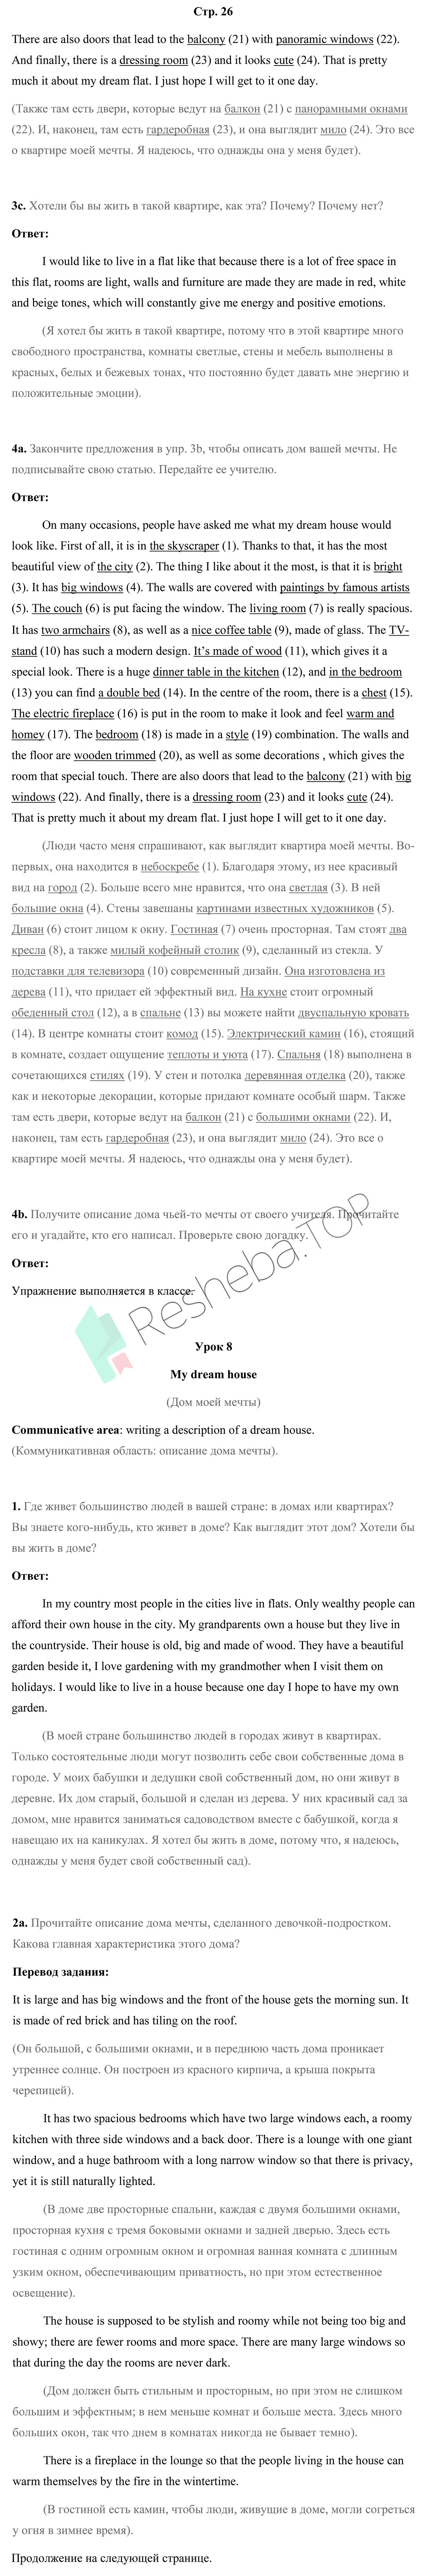 Стр. 26
There are also doors that lead to the balcony (21) with panoramic windows (22).
And finally, there is a dressing room (23) and it looks cute (24). That is pretty
much it about my dream flat. I just hope I will get to it one day.
(Также там есть двери, которые ведут на балкон (21) с панорамными окнами
(22). И, наконец, там есть гардеробная (23), и она выглядит мило (24). Это все
о квартире моей мечты. Я надеюсь, что однажды она у меня будет).
3c. Хотели бы вы жить в такой квартире, как эта? Почему? Почему нет?
Ответ:
I would like to live in a flat like that because there is a lot of free space in
this flat, rooms are light, walls and furniture are made they are made in red, white
and beige tones, which will constantly give me energy and positive emotions.
(Я хотел бы жить в такой квартире, потому что в этой квартире много
свободного пространства, комнаты светлые, стены и мебель выполнены в
красных, белых и бежевых тонах, что постоянно будет давать мне энергию и
положительные эмоции).
4a. Закончите предложения в упр. 3b, чтобы описать дом вашей мечты. Не
подписывайте свою статью. Передайте ее учителю.
Ответ:
On many occasions, people have asked me what my dream house would
look like. First of all, it is in the skyscraper (1). Thanks to that, it has the most
beautiful view of the city (2). The thing I like about it the most, is that it is bright
(3). It has big windows (4). The walls are covered with paintings by famous artists
(5). The couch (6) is put facing the window. The living room (7) is really spacious.
It has two armchairs (8), as well as a nice coffee table (9), made of glass. The TV-
stand (10) has such a modern design. It’s made of wood (11), which gives it a
special look. There is a huge dinner table in the kitchen (12), and in the bedroom
(13) you can find a double bed (14). In the centre of the room, there is a chest (15).
The electric fireplace (16) is put in the room to make it look and feel warm and
homey (17). The bedroom (18) is made in a style (19) combination. The walls and
the floor are wooden trimmed (20), as well as some decorations , which gives the
room that special touch. There are also doors that lead to the balcony (21) with big
windows (22). And finally, there is a dressing room (23) and it looks cute (24).
That is pretty much it about my dream flat. I just hope I will get to it one day.
(Люди часто меня спрашивают, как выглядит квартира моей мечты. Во-
первых, она находится в небоскребе (1). Благодаря этому, из нее красивый
вид на город (2). Больше всего мне нравится, что она светлая (3). В ней
большие окна (4). Стены завешаны картинами известных художников (5).
Диван (6) стоит лицом к окну. Гостиная (7) очень просторная. Там стоят два
кресла (8), а также милый кофейный столик (9), сделанный из стекла. У
подставки для телевизора (10) современный дизайн. Она изготовлена из
дерева (11), что придает ей эффектный вид. На кухне стоит огромный
обеденный стол (12), а в спальне (13) вы можете найти двуспальную кровать
(14). В центре комнаты стоит комод (15). Электрический камин (16), стоящий
в комнате, создает ощущение теплоты и уюта (17). Спальня (18) выполнена в
сочетающихся стилях (19). У стен и потолка деревянная отделка (20), также
как и некоторые декорации, которые придают комнате особый шарм. Также
там есть двери, которые ведут на балкон (21) с большими окнами (22). И,
наконец, там есть гардеробная (23), и она выглядит мило (24). Это все о
квартире моей мечты. Я надеюсь, что однажды она у меня будет).
4b. Получите описание дома чьей-то мечты от своего учителя. Прочитайте
его и угадайте, кто его написал. Проверьте свою догадку.
Ответ:
Упражнение выполняется в классе.
Resheba.TOP
Урок 8
My dream house
(Дом моей мечты)
Communicative area: writing a description of a dream house.
(Коммуникативная область: описание дома мечты).
1. Где живет большинство людей в вашей стране: в домах или квартирах?
Вы знаете кого-нибудь, кто живет в доме? Как выглядит этот дом? Хотели бы
вы жить в доме?
Ответ:
In my country most people in the cities live in flats. Only wealthy people can
afford their own house in the city. My grandparents own a house but they live in
the countryside. Their house is old, big and made of wood. They have a beautiful
garden beside it, I love gardening with my grandmother when I visit them on
holidays. I would like to live in a house because one day I hope to have my own
garden.
(В моей стране большинство людей в городах живут в квартирах.
Только состоятельные люди могут позволить себе свои собственные дома в
городе. У моих бабушки и дедушки свой собственный дом, но они живут в
деревне. Их дом старый, большой и сделан из дерева. У них красивый сад за
домом, мне нравится заниматься садоводством вместе с бабушкой, когда я
навещаю их на каникулах. Я хотел бы жить в доме, потому что, я надеюсь,
однажды у меня будет свой собственный сад).
2a. Прочитайте описание дома мечты, сделанного девочкой-подростком.
Какова главная характеристика этого дома?
Перевод задания:
It is large and has big windows and the front of the house gets the morning sun. It
is made of red brick and has tiling on the roof.
(Он большой, с большими окнами, и в переднюю часть дома проникает
утреннее солнце. Он построен из красного кирпича, а крыша покрыта
черепицей).
It has two spacious bedrooms which have two large windows each, a roomy
kitchen with three side windows and a back door. There is a lounge with one giant
window, and a huge bathroom with a long narrow window so that there is privacy,
yet it is still naturally lighted.
(В доме две просторные спальни, каждая с двумя большими окнами,
просторная кухня с тремя боковыми окнами и задней дверью. Здесь есть
гостиная с одним огромным окном и огромная ванная комната с длинным
узким окном, обеспечивающим приватность, но при этом естественное
освещение).
The house is supposed to be stylish and roomy while not being too big and
showy; there are fewer rooms and more space. There are many large windows so
that during the day the rooms are never dark.
(Дом должен быть стильным и просторным, но при этом не слишком
большим и эффектным; в нем меньше комнат и больше места. Здесь много
больших окон, так что днем в комнатах никогда не бывает темно).
There is a fireplace in the lounge so that the people living in the house can
warm themselves by the fire in the wintertime.
(В гостиной есть камин, чтобы люди, живущие в доме, могли согреться
у огня в зимнее время).
Продолжение на следующей странице.